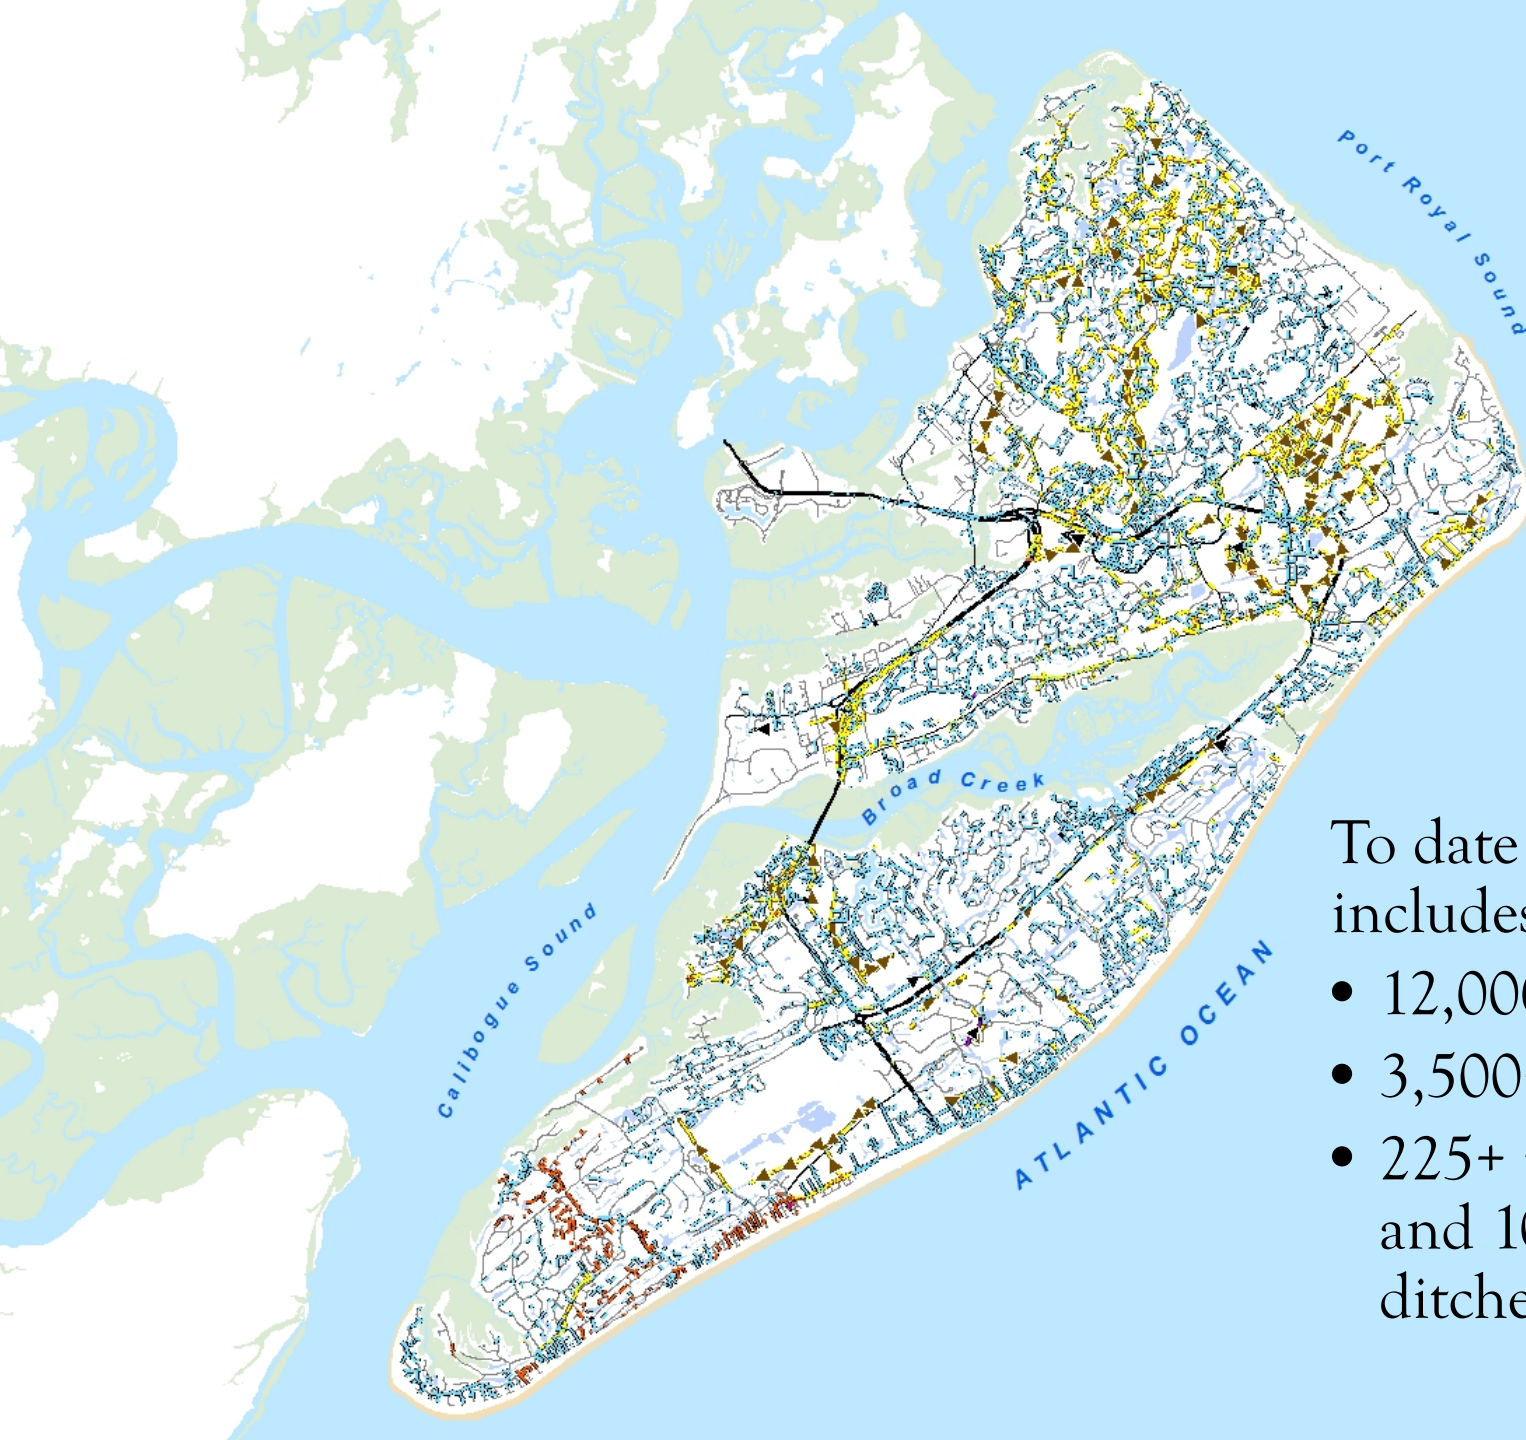 Port Royal Sound
Broad Creek
Calibogue Sound
ATLANTIC OCEAN
To date
includes
• 12,000
• 3,500
• 225+
and 10
ditche